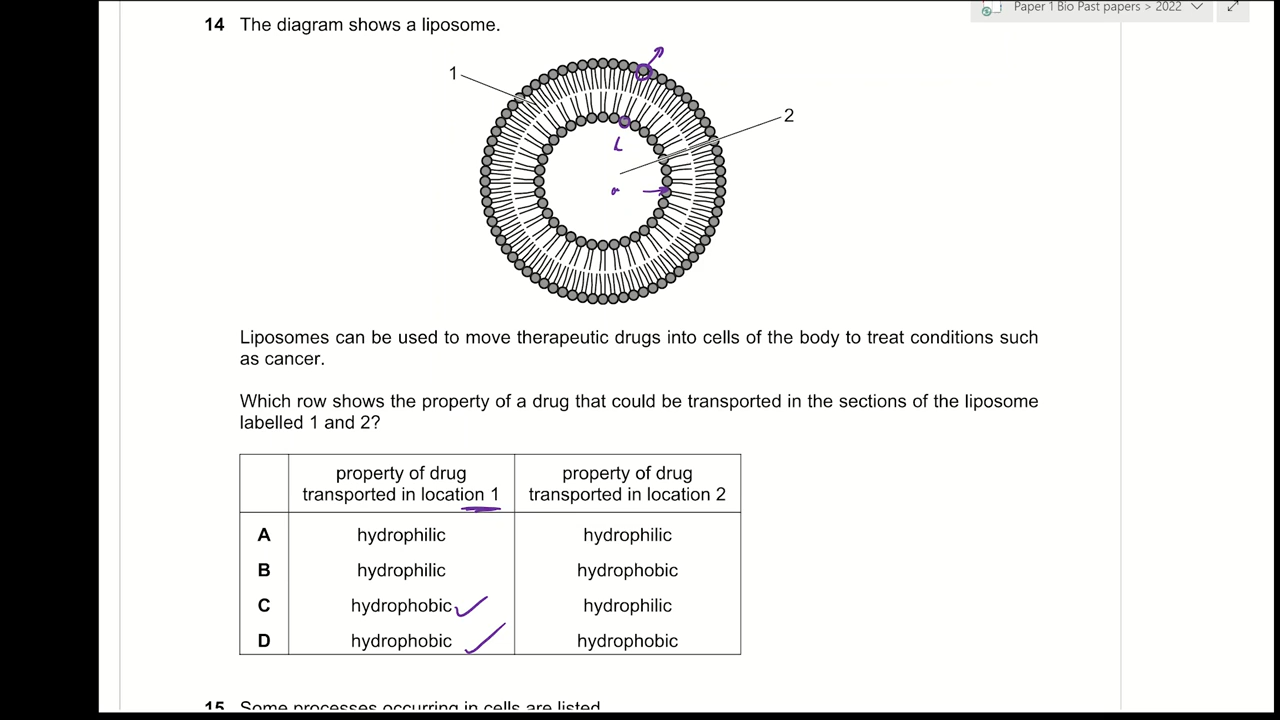 Paper 1 Bio Past papers > 2022
14 The diagram shows a liposome.
1
2
Liposomes can be used to move therapeutic drugs into cells of the body to treat conditions such
as cancer.
Which row shows the property of a drug that could be transported in the sections of the liposome
labelled 1 and 2?
property of drug transported in location 1 property of drug transported in location 2
A hydrophilic hydrophilic
B hydrophilic hydrophobic
C hydrophobic hydrophilic
D hydrophobic hydrophobic
15 Some processes occurring in cells are listed